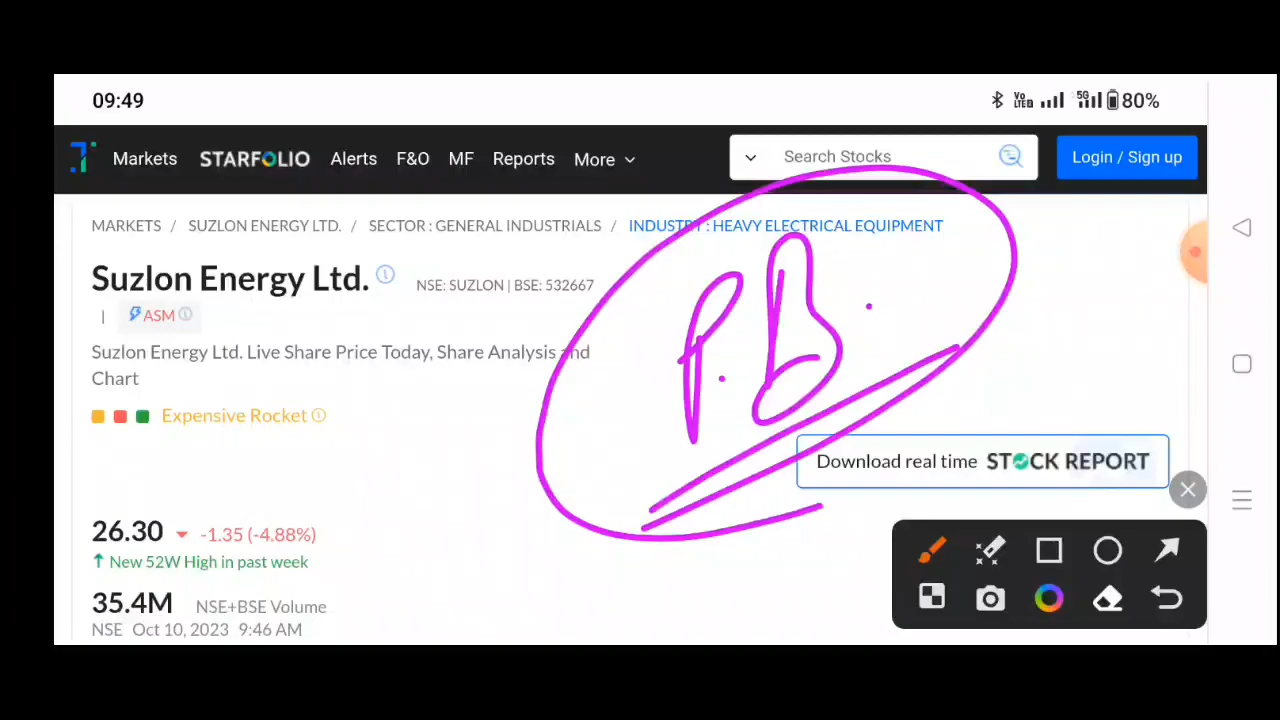 09:49 Vo LTE2 5G 80%
Markets STARFOLIO Alerts F&O MF Reports More Search Stocks Login / Sign up
MARKETS / SUZLON ENERGY LTD. / SECTOR : GENERAL INDUSTRIALS / INDUSTRY : HEAVY ELECTRICAL EQUIPMENT
Suzlon Energy Ltd. NSE: SUZLON | BSE: 532667
| ASM
Suzlon Energy Ltd. Live Share Price Today, Share Analysis and
Chart
Expensive Rocket
P.B.
Download real time STOCK REPORT
26.30 -1.35 (-4.88%)
New 52W High in past week
35.4M NSE+BSE Volume
NSE Oct 10, 2023 9:46 AM